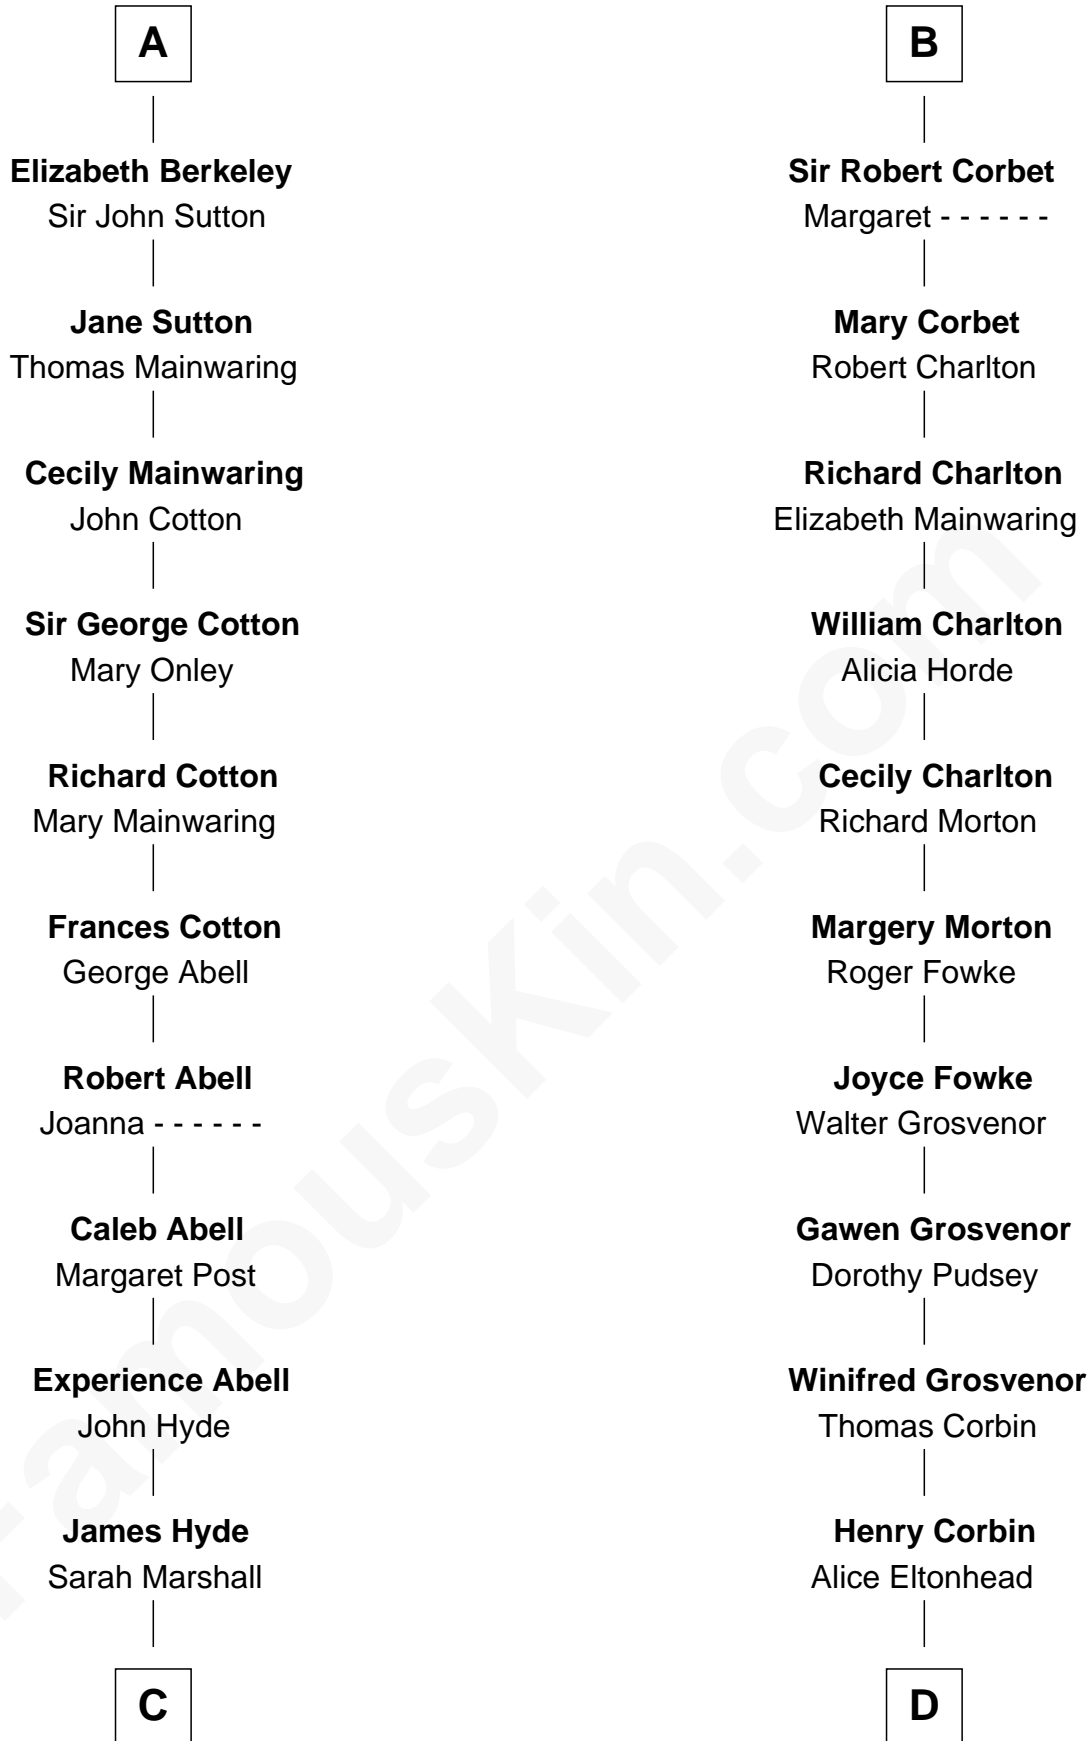 A
Elizabeth Berkeley
Sir John Sutton
Jane Sutton
Thomas Mainwaring
Cecily Mainwaring
John Cotton
Sir George Cotton
Mary Onley
Richard Cotton
Mary Mainwaring
Frances Cotton
George Abell
Robert Abell
Joanna - - - - - -
Caleb Abell
Margaret Post
Experience Abell
John Hyde
James Hyde
Sarah Marshall
C
B
Sir Robert Corbet
Margaret - - - - - -
Mary Corbet
Robert Charlton
Richard Charlton
Elizabeth Mainwaring
William Charlton
Alicia Horde
Cecily Charlton
Richard Morton
Margery Morton
Roger Fowke
Joyce Fowke
Walter Grosvenor
Gawen Grosvenor
Dorothy Pudsey
Winifred Grosvenor
Thomas Corbin
Henry Corbin
Alice Eltonhead
D
FamousKin.com